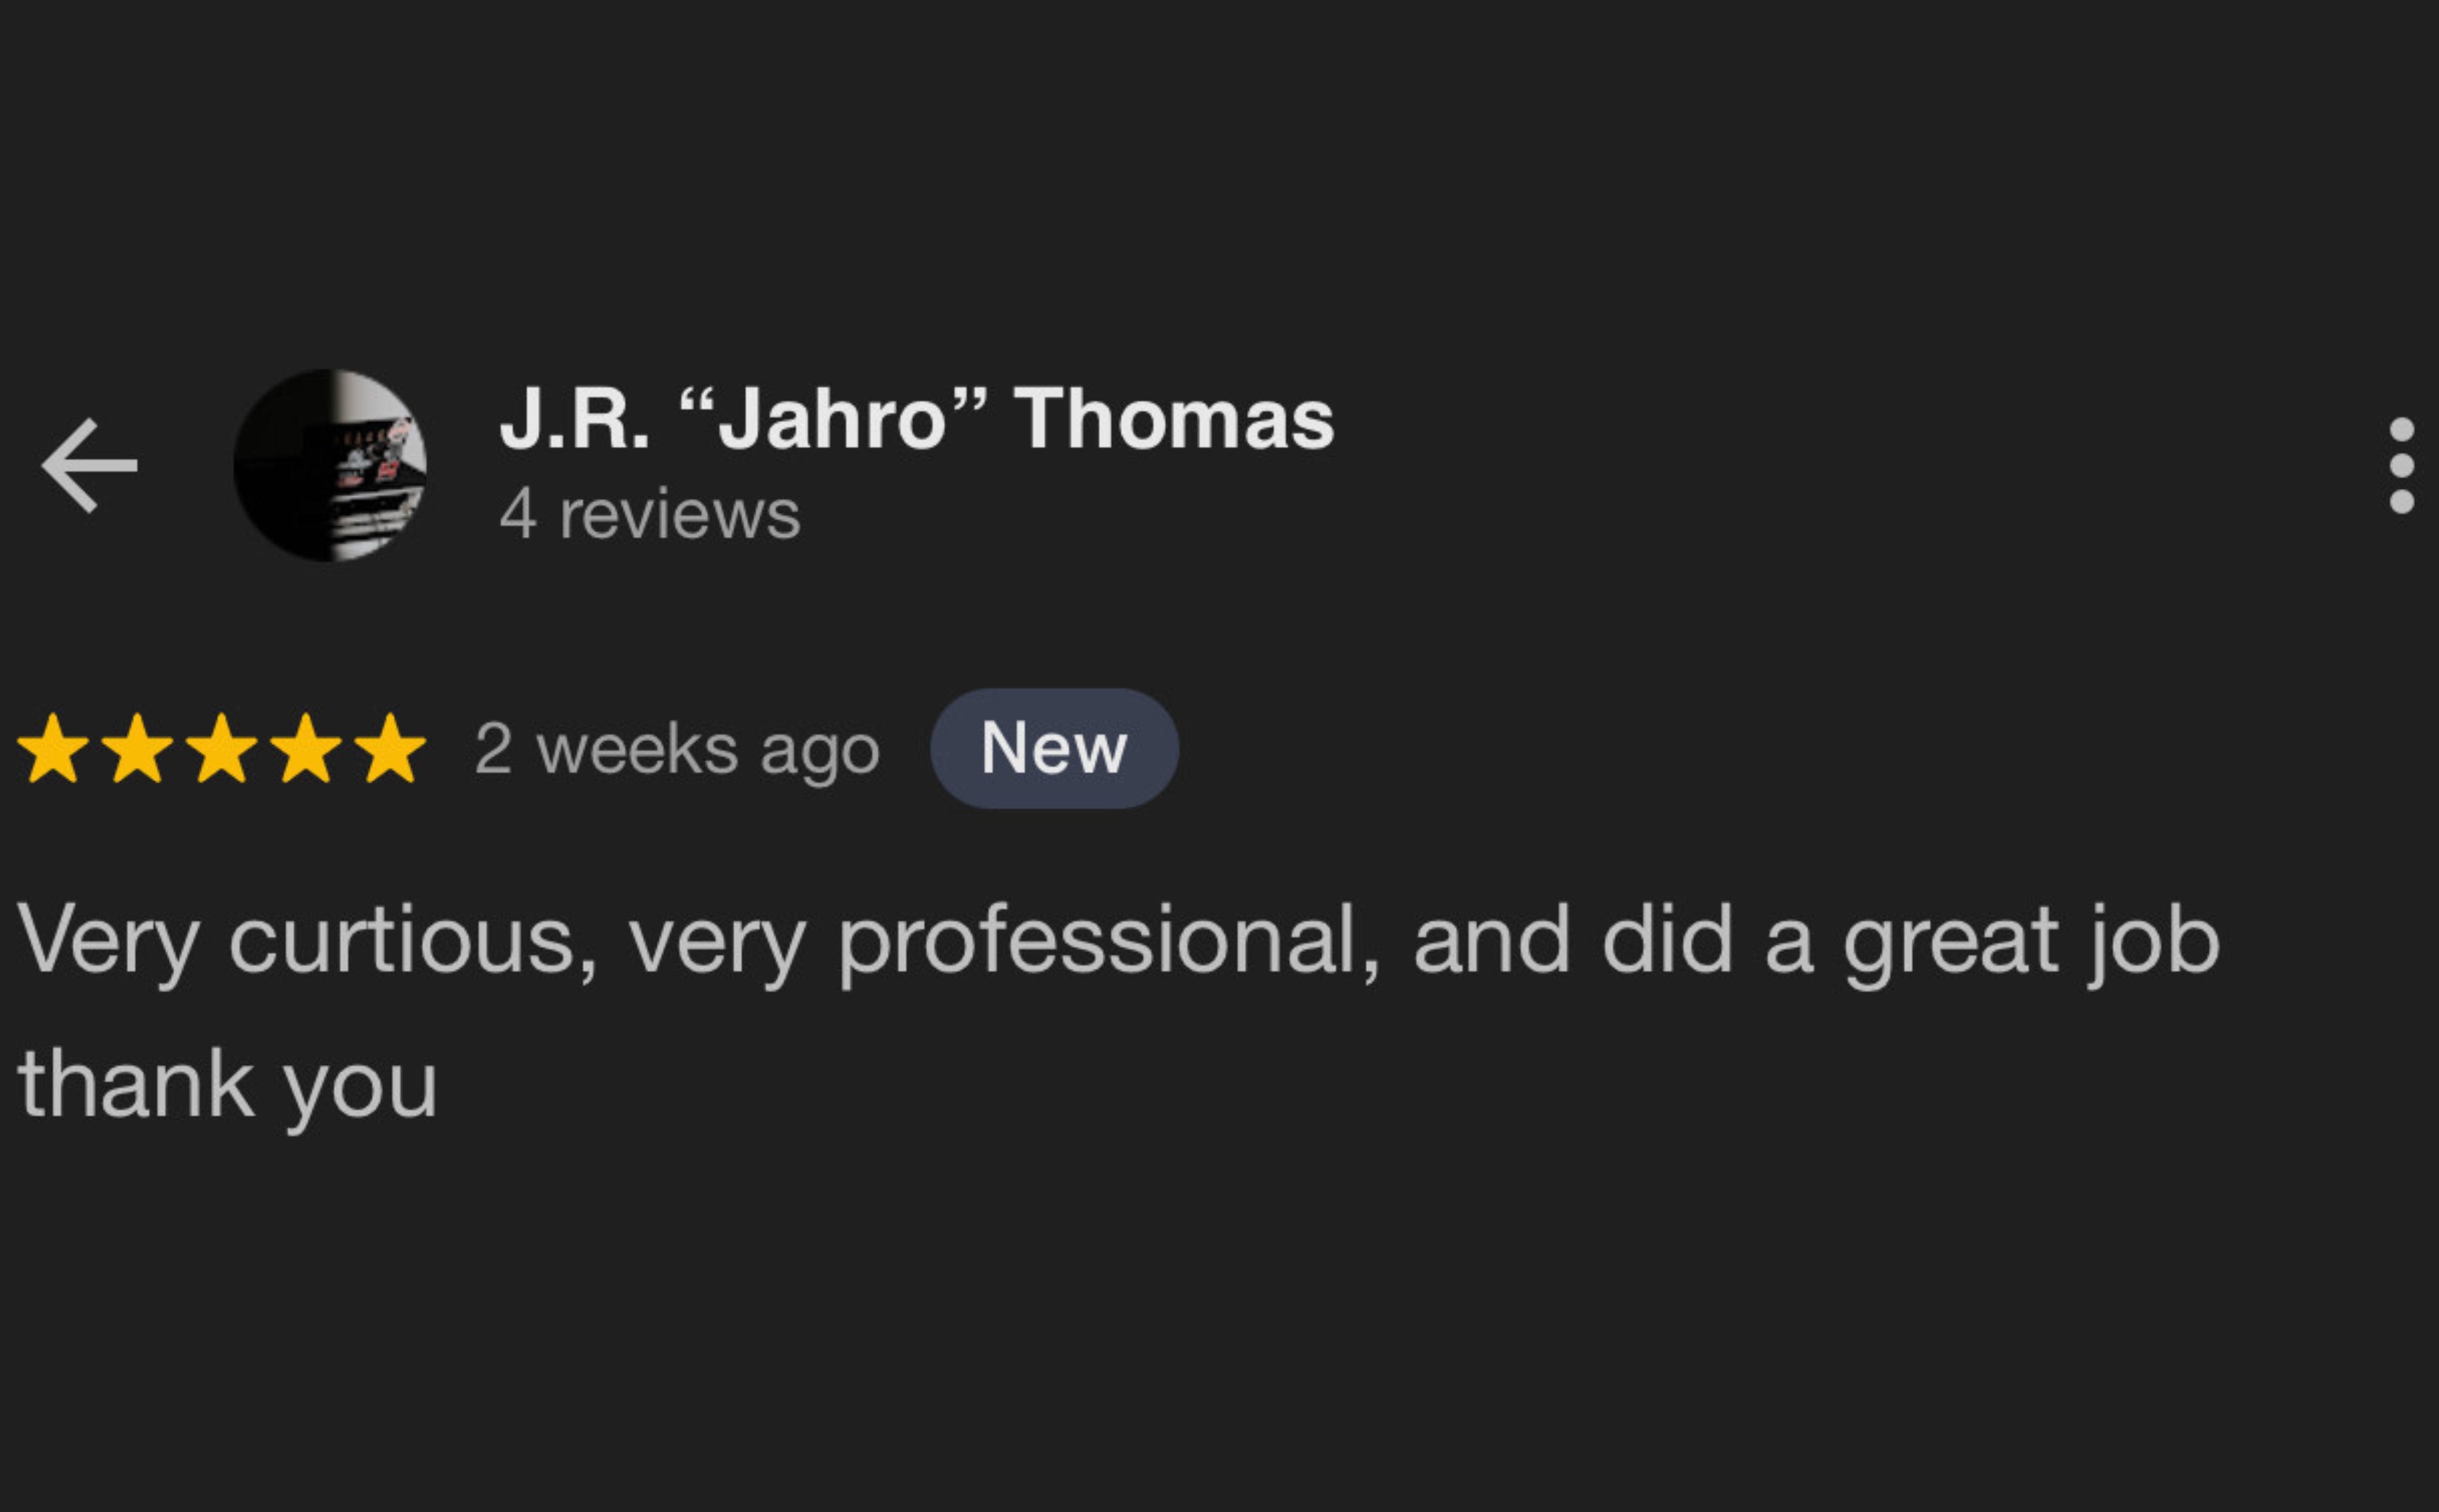 J.R. “Jahro” Thomas
4 reviews
2 weeks ago
New
Very curtious, very professional, and did a great job
thank you